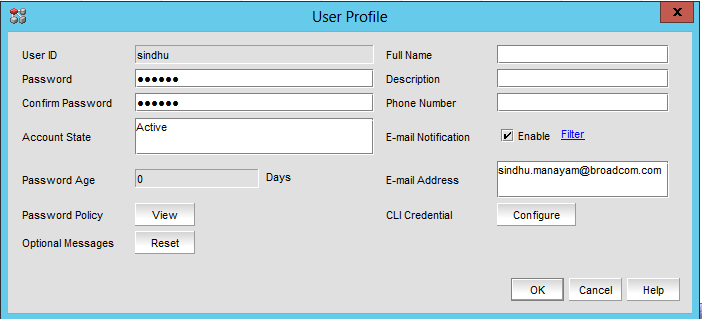 User Profile
x
User ID sindhu Full Name
Password ●●●●●● Description
Confirm Password ●●●●●● Phone Number
Account State Active E-mail Notification Enable Filter
Password Age 0 Days E-mail Address sindhu.manayam@broadcom.com
Password Policy View CLI Credential Configure
Optional Messages Reset
OK Cancel Help